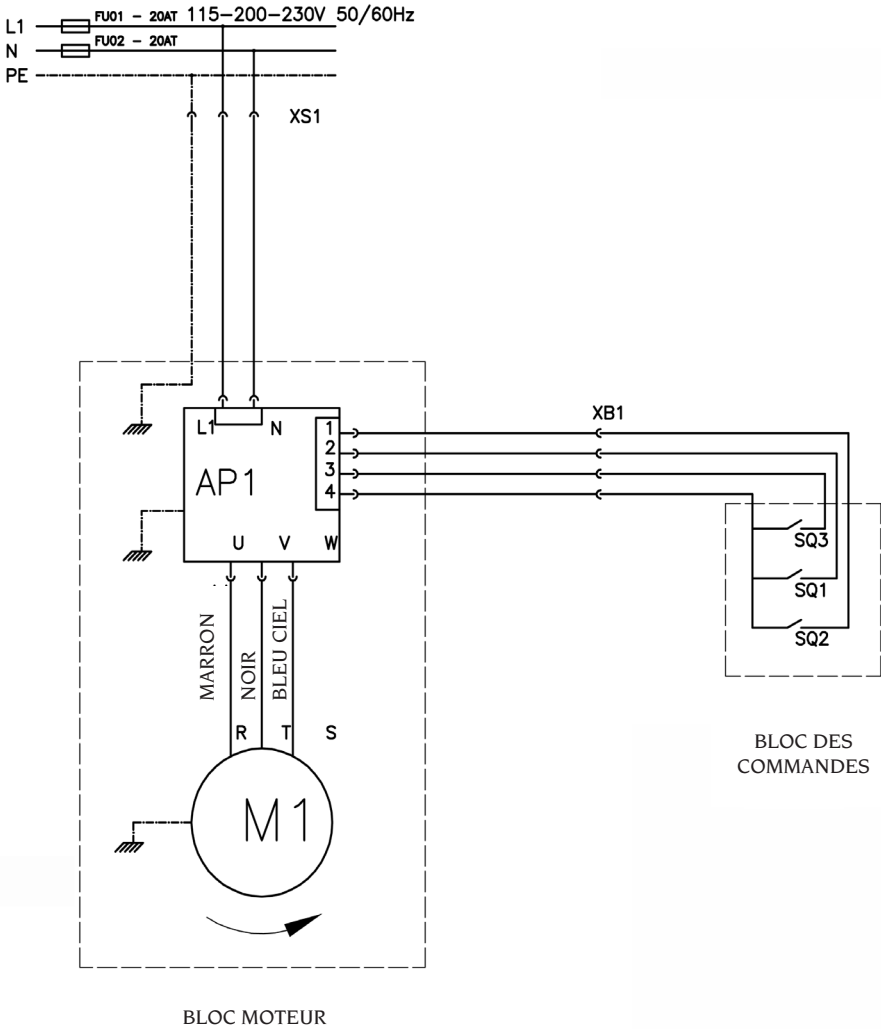 L1 FU01 - 20AT 115-200-230V 50/60Hz
N FU02 - 20AT
PE
XS1
XB1
L1 N 1
2
3
4
AP1
U V W
SQ3
SQ1
SQ2
MARRON
NOIR
BLEU CIEL
R T S
M1
BLOC DES
COMMANDES
BLOC MOTEUR